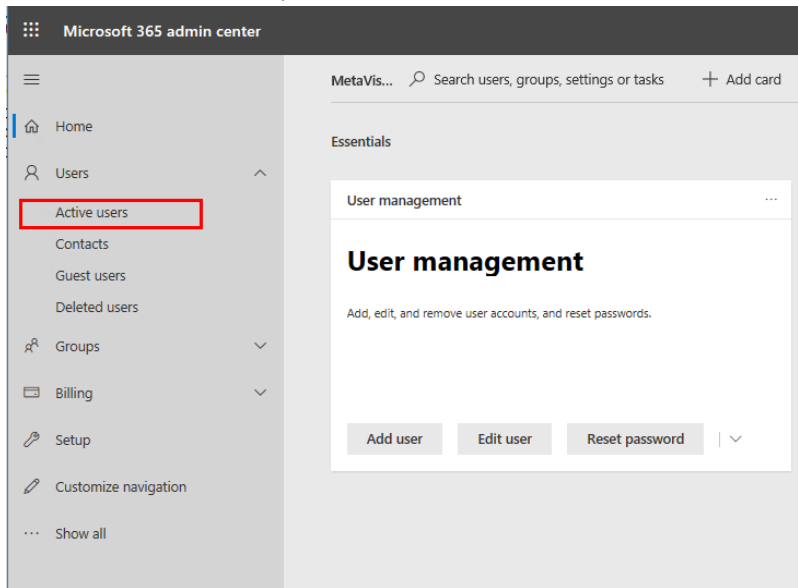 Microsoft 365 admin center
MetaVis... Search users, groups, settings or tasks + Add card
Home
Essentials
Users
User management ...
Active users
Contacts
User management
Guest users
Deleted users
Add, edit, and remove user accounts, and reset passwords.
Groups
Billing
Add user Edit user Reset password
Setup
Customize navigation
... Show all